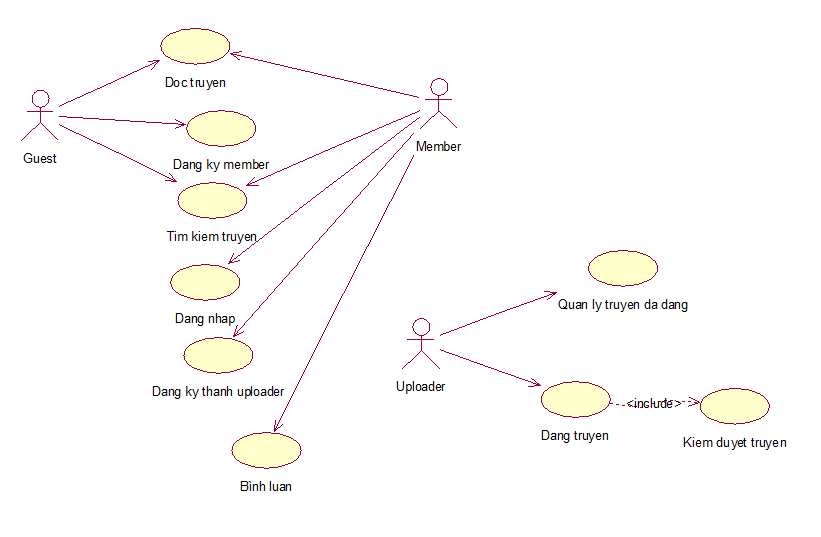 Doc truyen
Guest
Member
Dang ky member
Tim kiem truyen
Dang nhap
Quan ly truyen da dang
Uploader
Dang ky thanh uploader
<include>
Dang truyen
Kiem duyet truyen
Bình luan